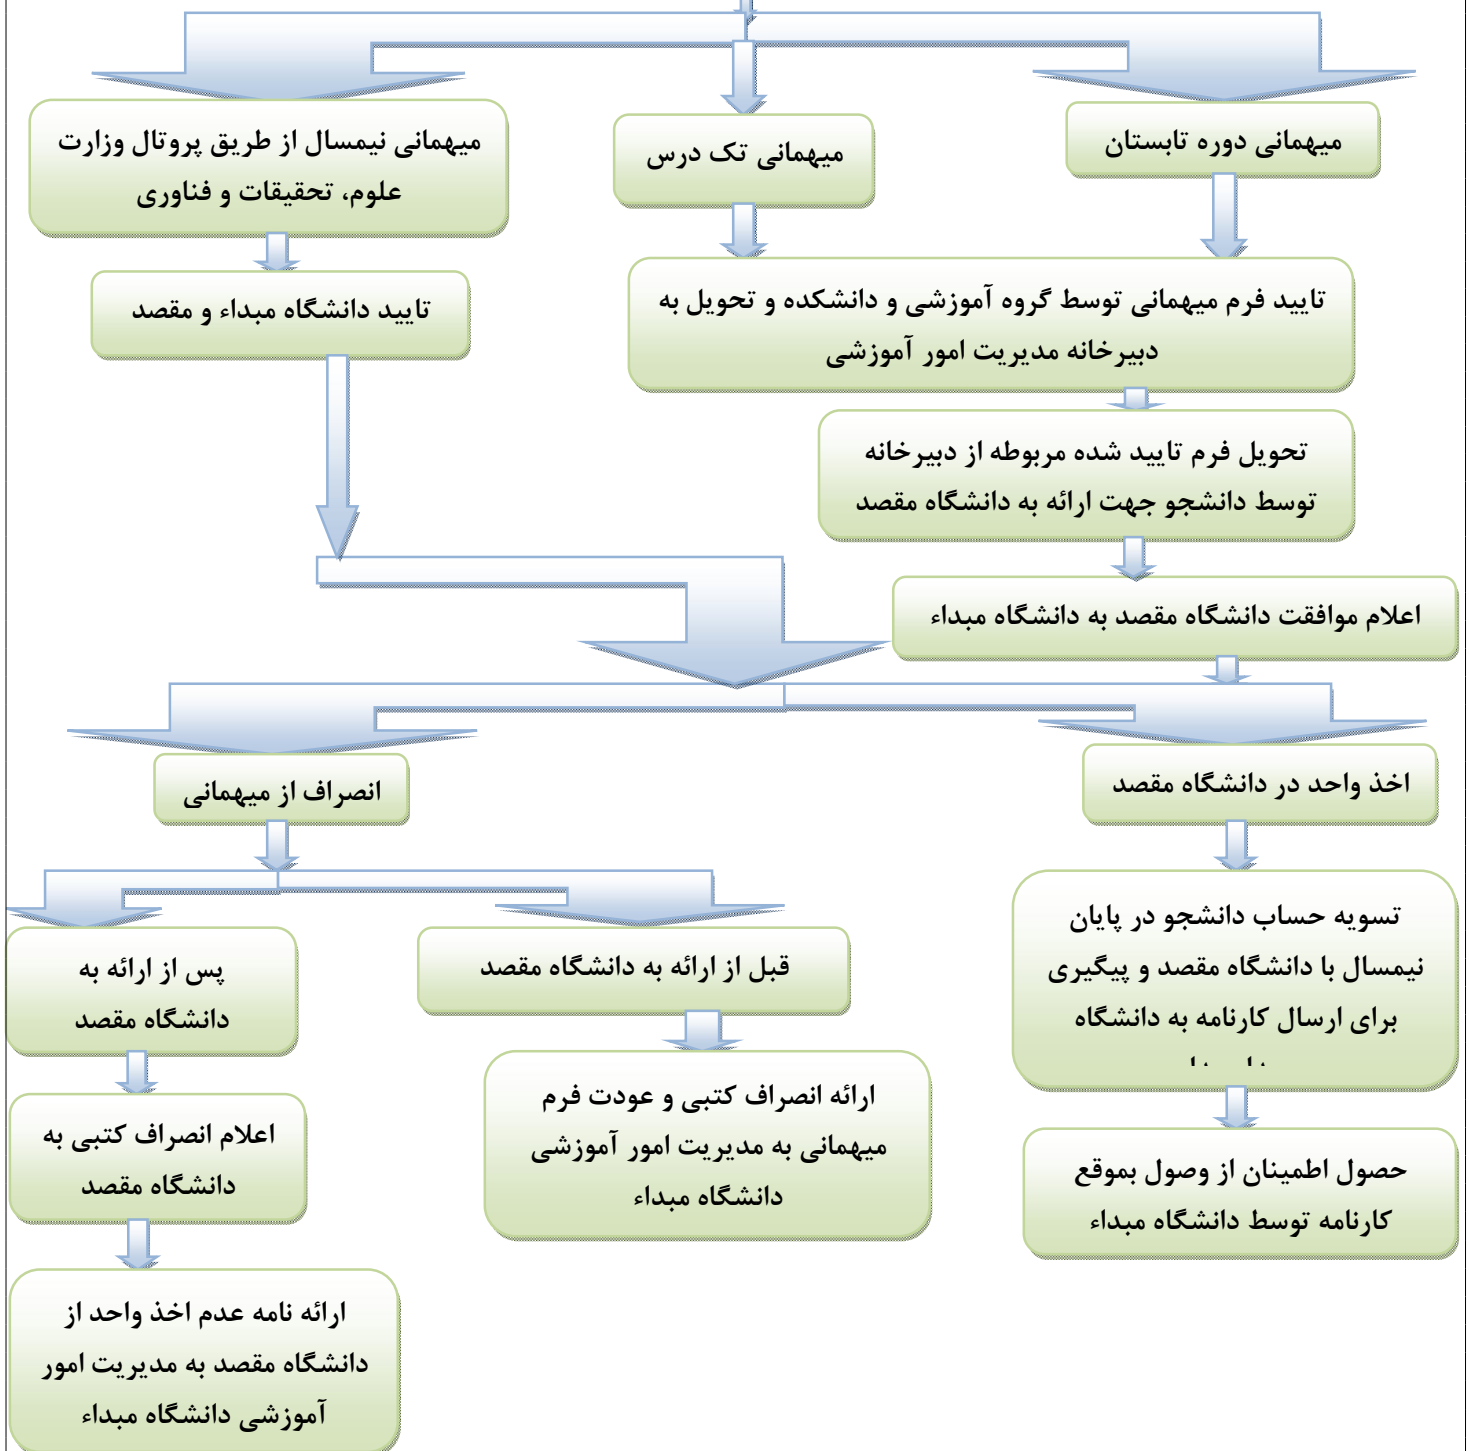 میهمانی دوره تابستان
میهمانی تک درس
میهمانی نیمسال از طریق پروتال وزارت
علوم، تحقیقات و فناوری
تایید دانشگاه مبداء و مقصد
تایید فرم میهمانی توسط گروه آموزشی و دانشکده و تحویل به
دبیرخانه مدیریت امور آموزشی
تحویل فرم تایید شده مربوطه از دبیرخانه
توسط دانشجو جهت ارائه به دانشگاه مقصد
اعلام موافقت دانشگاه مقصد به دانشگاه مبداء
اخذ واحد در دانشگاه مقصد
انصراف از میهمانی
تسویه حساب دانشجو در پایان
نیمسال با دانشگاه مقصد و پیگیری
برای ارسال کارنامه به دانشگاه
قبل از ارائه به دانشگاه مقصد
پس از ارائه به
دانشگاه مقصد
حصول اطمینان از وصول بموقع
کارنامه توسط دانشگاه مبداء
ارائه انصراف کتبی و عودت فرم
میهمانی به مدیریت امور آموزشی
دانشگاه مبداء
اعلام انصراف کتبی به
دانشگاه مقصد
ارائه نامه عدم اخذ واحد از
دانشگاه مقصد به مدیریت امور
آموزشی دانشگاه مبداء